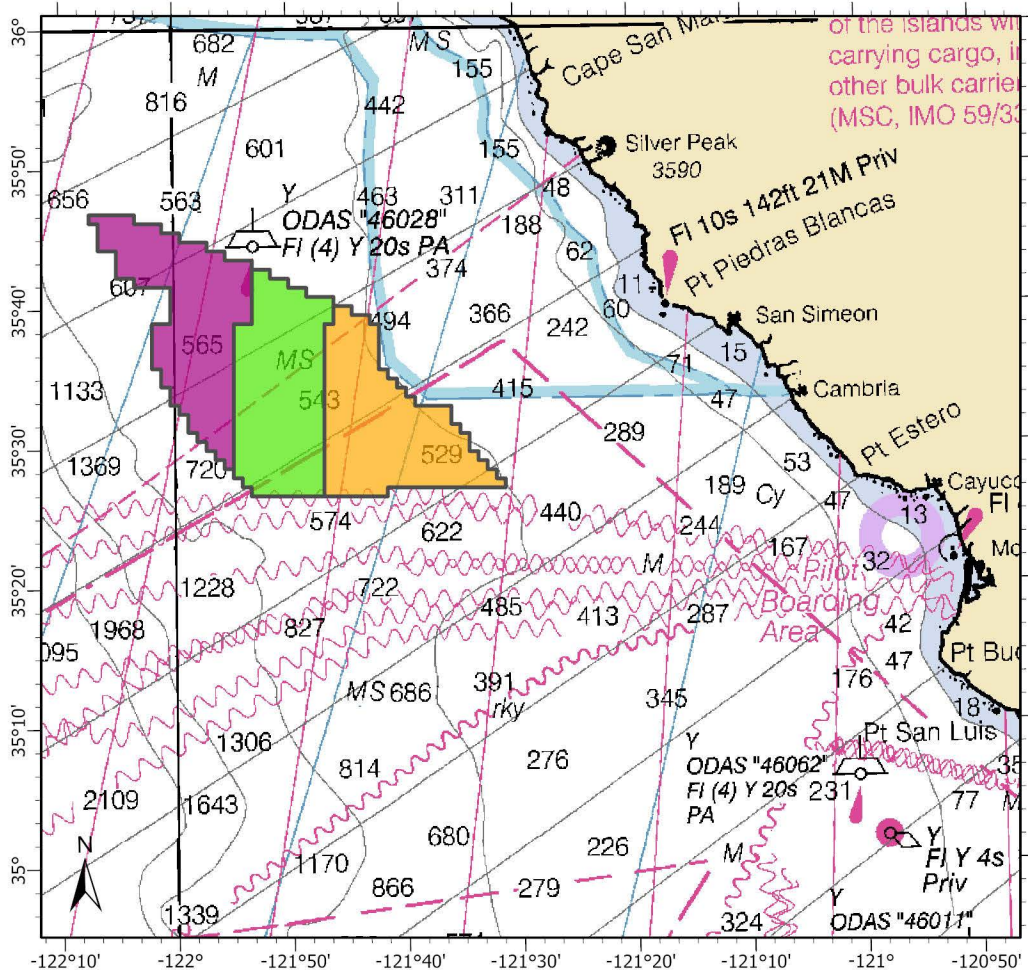 36°
35°50'
35°40'
35°30'
35°20'
35°10'
35°
-122°10'
-122°
-121°50'
-121°40'
-121°30'
-121°20'
-121°10'
-121°
-120°50'
682
M
816
601
656
563
607
565
MS
155
442
155
463
311
188
48
374
494
366
242
62
60
11
71
15
47
415
289
Y
ODAS "46028"
Fl (4) Y 20s PA
MS
543
529
1133
1369
720
574
622
440
189
244
Cy
53
47
13
167
32
Cape San
Silver Peak
3590
Fl 10s 142ft 21M Priv
Pt Piedras Blancas
San Simeon
Cambria
Pt Estero
Cayuco
Fl
Mo
of the islands wi
carrying cargo, i
other bulk carrie
(MSC, IMO 59/33
Pilot
Boarding
Area
M
1228
722
485
413
287
42
47
1968
095
827
MS
686
391
rky
345
176
Pt Buc
18
1306
814
276
Pt San Luis
Y
ODAS "46062"
Fl (4) Y 20s
PA
231
77
M
2109
1643
680
226
1170
866
279
M
1339
324
Y
Fl Y 4s
Priv
Y
ODAS "46011"
N